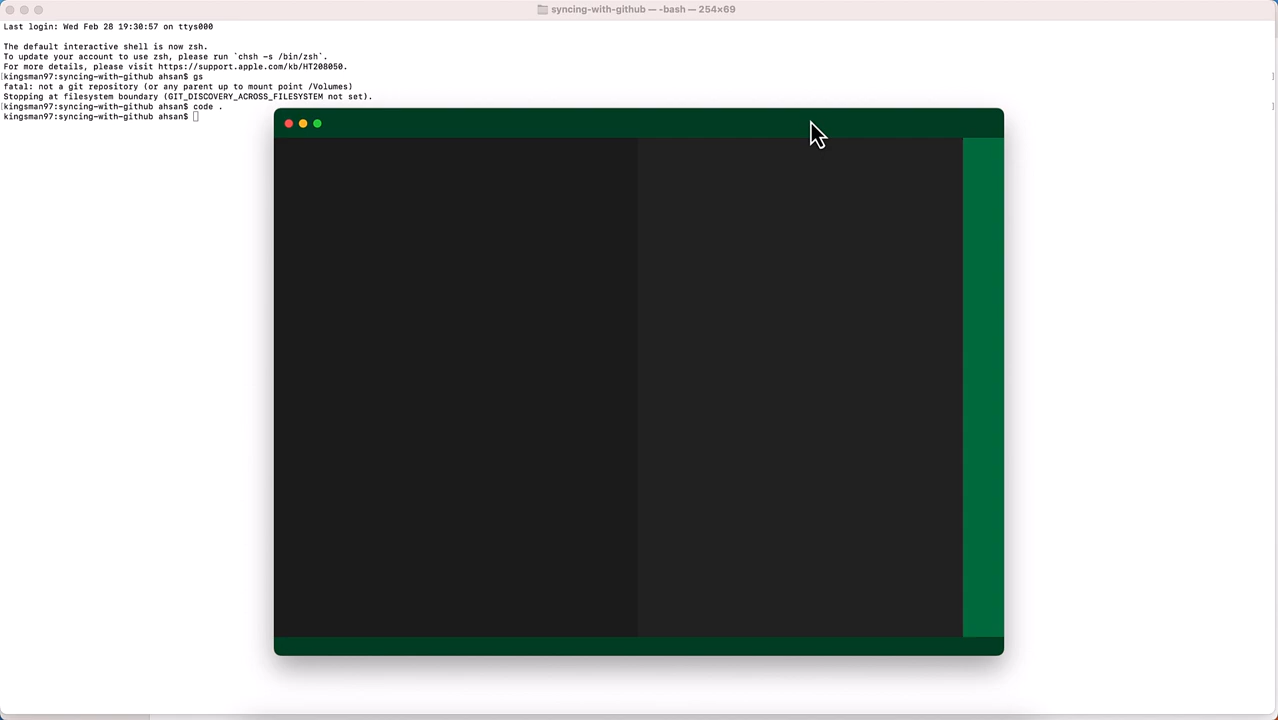 syncing-with-github — -bash — 254×69
Last login: Wed Feb 28 19:30:57 on ttys000
The default interactive shell is now zsh.
To update your account to use zsh, please run `chsh -s /bin/zsh`.
For more details, please visit https://support.apple.com/kb/HT208050.
[kingsman97:syncing-with-github ahsan$ gs ]
fatal: not a git repository (or any parent up to mount point /Volumes)
Stopping at filesystem boundary (GIT_DISCOVERY_ACROSS_FILESYSTEM not set).
[kingsman97:syncing-with-github ahsan$ code . ]
kingsman97:syncing-with-github ahsan$